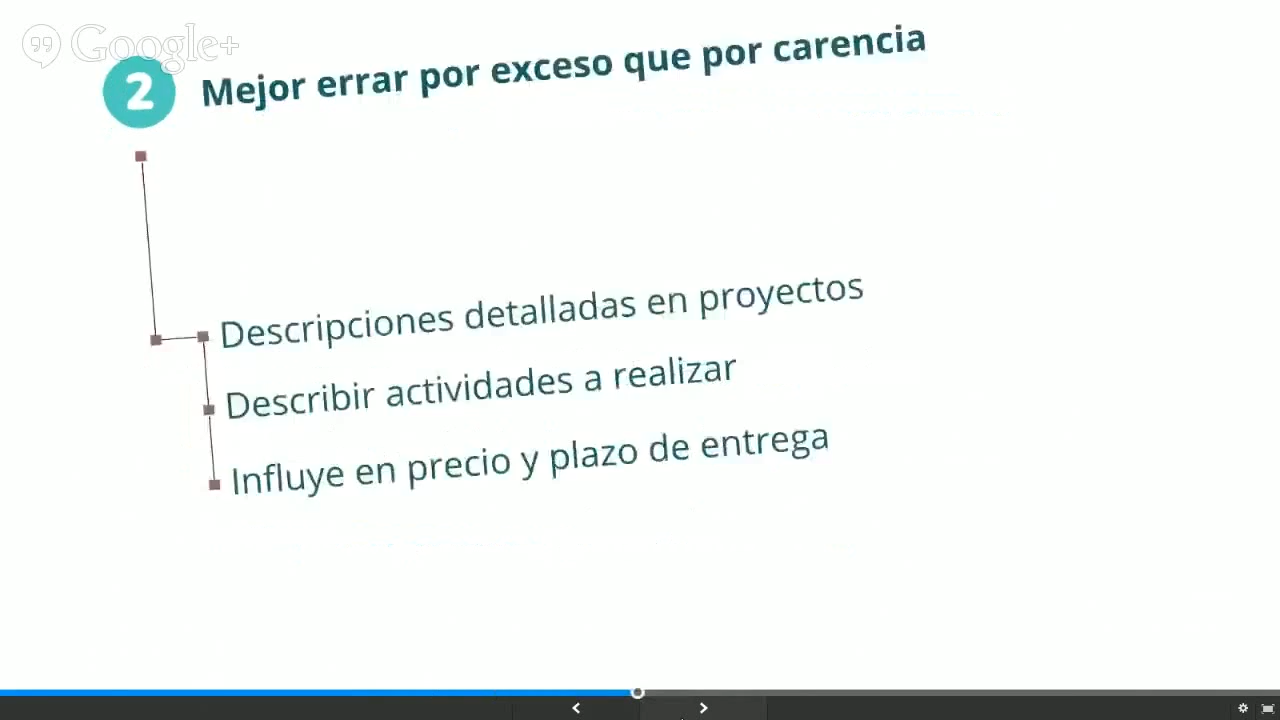 Google+
2 Mejor errar por exceso que por carencia
Descripciones detalladas en proyectos
Describir actividades a realizar
Influye en precio y plazo de entrega